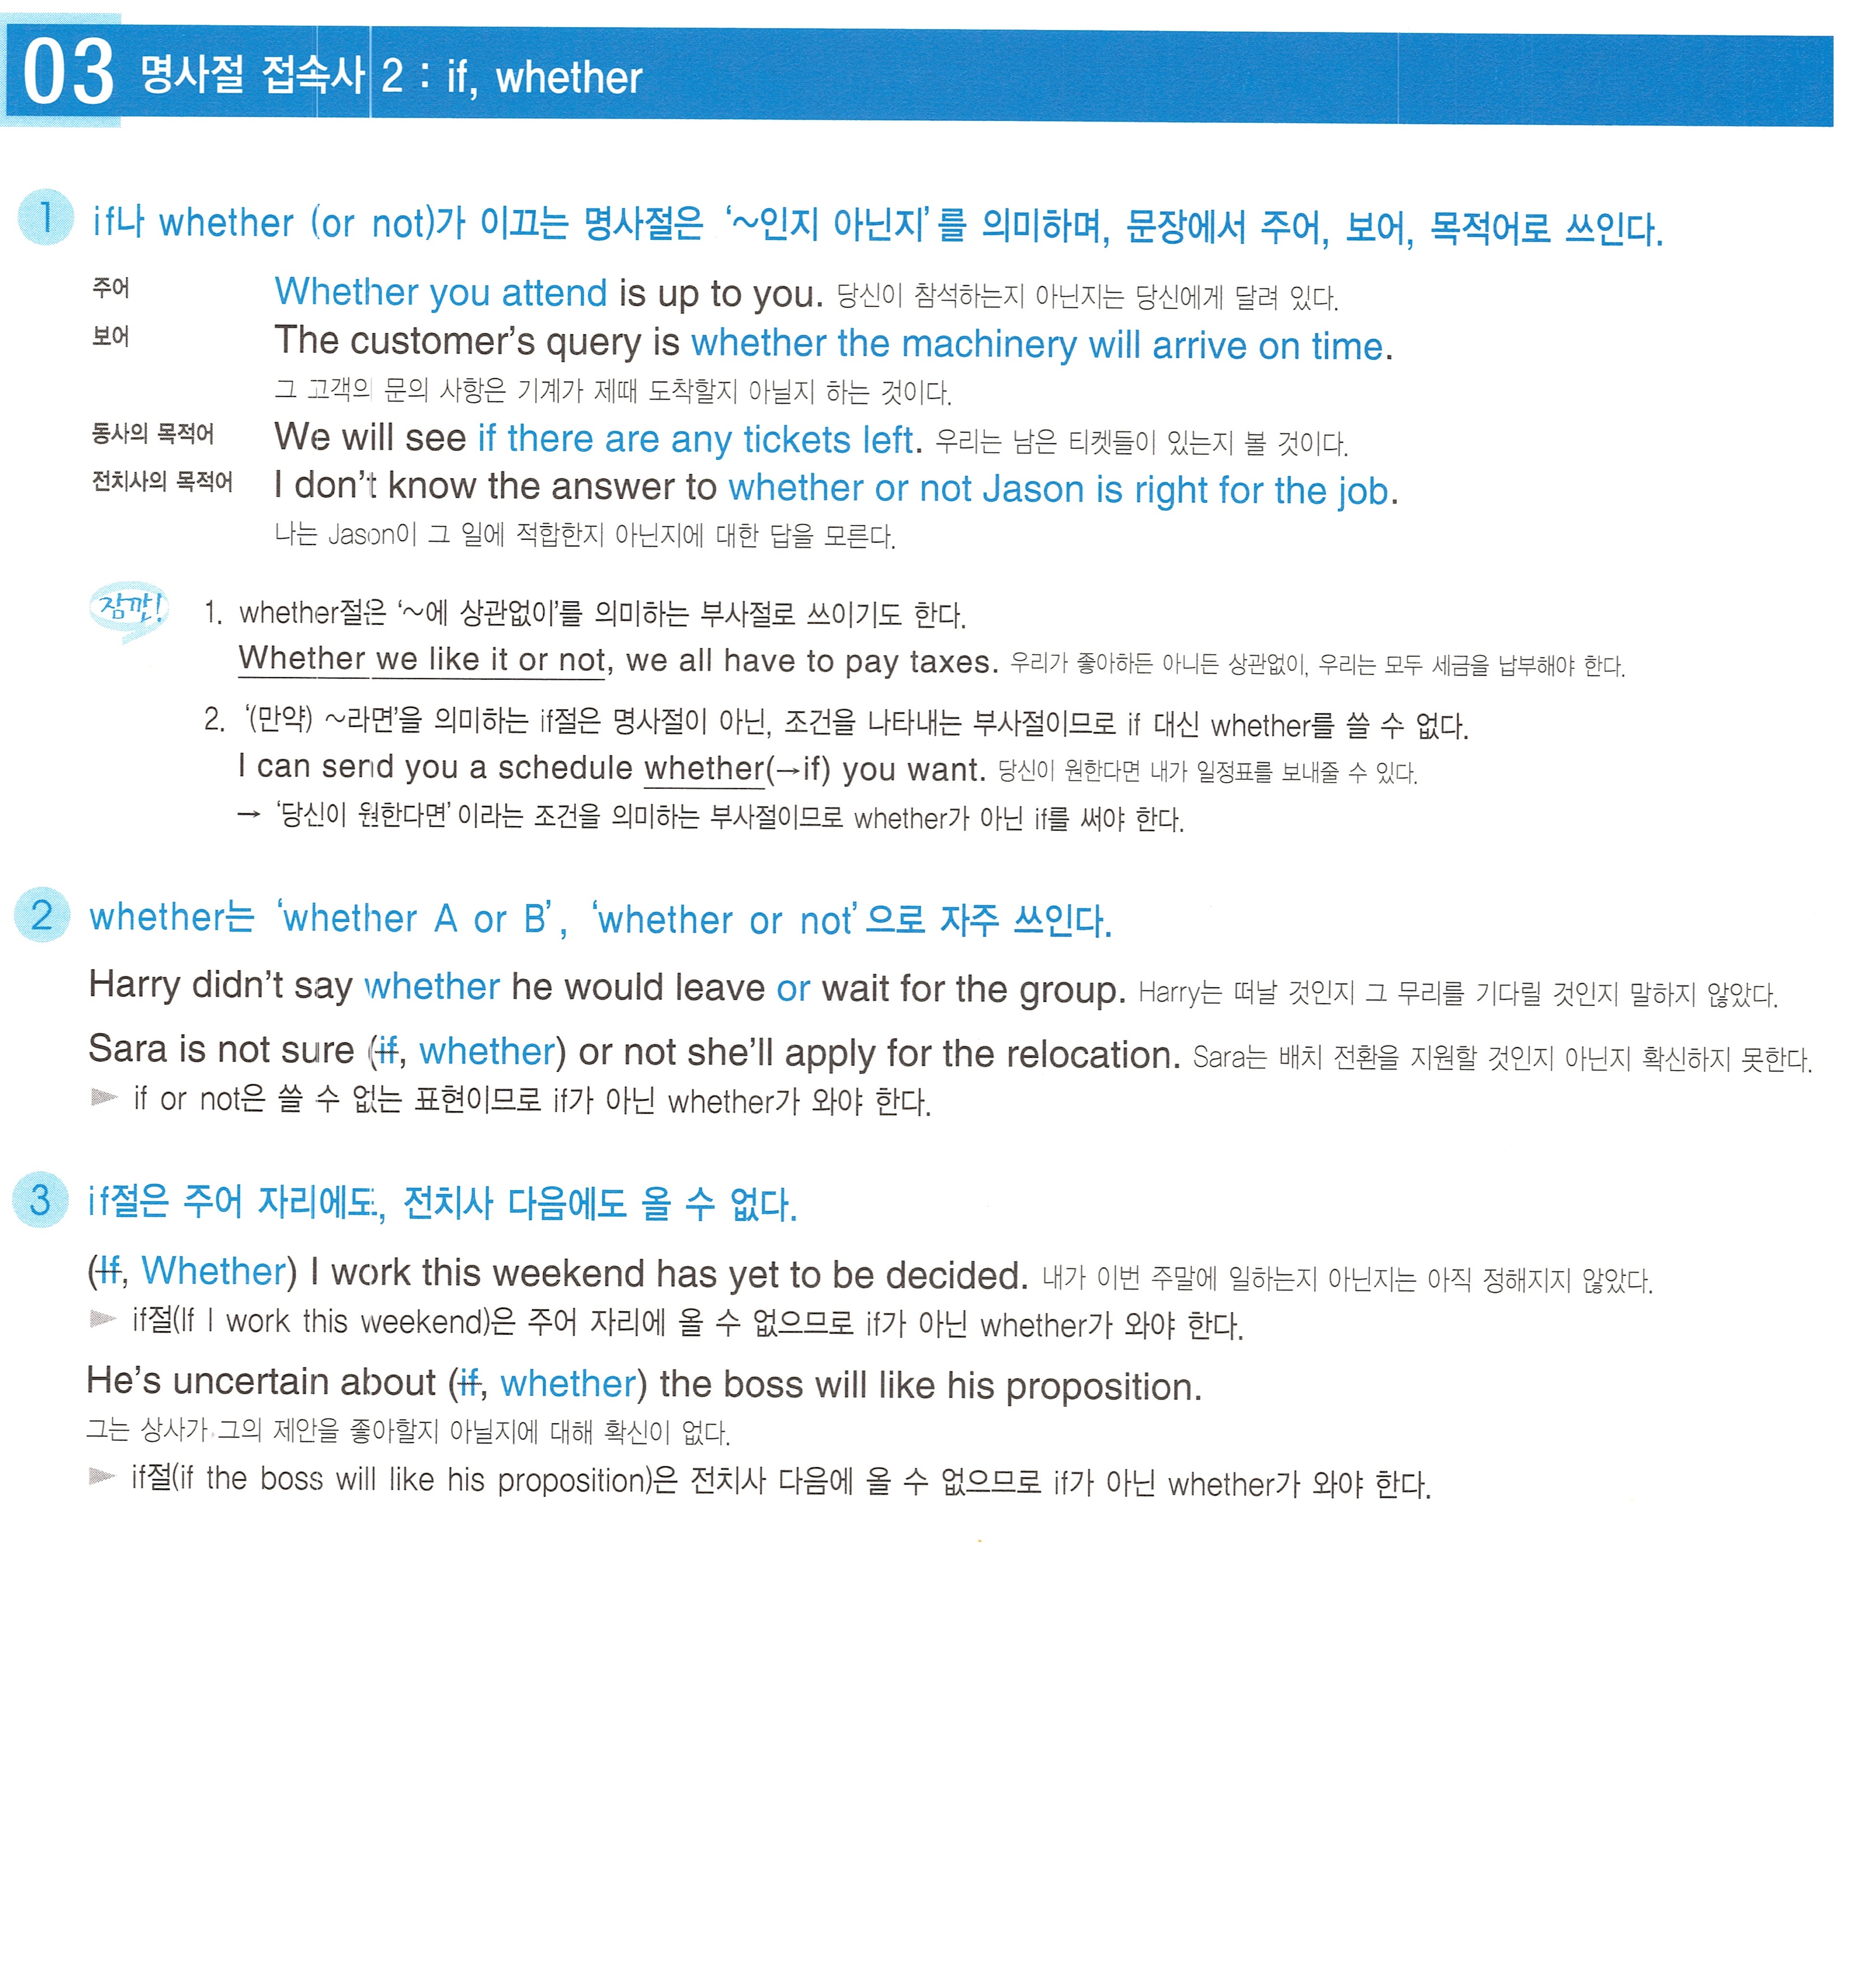 03 명사절 접속사 2 : if, whether
1 if나 whether (or not)가 이끄는 명사절은 '~인지 아닌지'를 의미하며, 문장에서 주어, 보어, 목적어로 쓰인다.
주어 Whether you attend is up to you. 당신이 참석하는지 아닌지는 당신에게 달려 있다.
보어 The customer's query is whether the machinery will arrive on time.
그 고객의 문의 사항은 기계가 제때 도착할지 아닐지 하는 것이다.
동사의 목적어 We will see if there are any tickets left. 우리는 남은 티켓들이 있는지 볼 것이다.
전치사의 목적어 I don't know the answer to whether or not Jason is right for the job.
나는 Jason이 그 일에 적합한지 아닌지에 대한 답을 모른다.
잠깐! 1. whether절은 '~에 상관없이'를 의미하는 부사절로 쓰이기도 한다.
Whether we like it or not, we all have to pay taxes. 우리가 좋아하든 아니든 상관없이, 우리는 모두 세금을 납부해야 한다.
2. '(만약) ~라면'을 의미하는 if절은 명사절이 아닌, 조건을 나타내는 부사절이므로 if 대신 whether를 쓸 수 없다.
I can send you a schedule whether(→if) you want. 당신이 원한다면 내가 일정표를 보내줄 수 있다.
→ '당신이 원한다면'이라는 조건을 의미하는 부사절이므로 whether가 아닌 if를 써야 한다.
2 whether는 'whether A or B', 'whether or not'으로 자주 쓰인다.
Harry didn't say whether he would leave or wait for the group. Harry는 떠날 것인지 그 무리를 기다릴 것인지 말하지 않았다.
Sara is not sure (if, whether) or not she'll apply for the relocation. Sara는 배치 전환을 지원할 것인지 아닌지 확신하지 못한다.
▶ if or not은 쓸 수 없는 표현이므로 if가 아닌 whether가 와야 한다.
3 if절은 주어 자리에도, 전치사 다음에도 올 수 없다.
(If, Whether) I work this weekend has yet to be decided. 내가 이번 주말에 일하는지 아닌지는 아직 정해지지 않았다.
▶ if절(If I work this weekend)은 주어 자리에 올 수 없으므로 if가 아닌 whether가 와야 한다.
He's uncertain about (if, whether) the boss will like his proposition.
그는 상사가 그의 제안을 좋아할지 아닐지에 대해 확신이 없다.
▶ if절(if the boss will like his proposition)은 전치사 다음에 올 수 없으므로 if가 아닌 whether가 와야 한다.